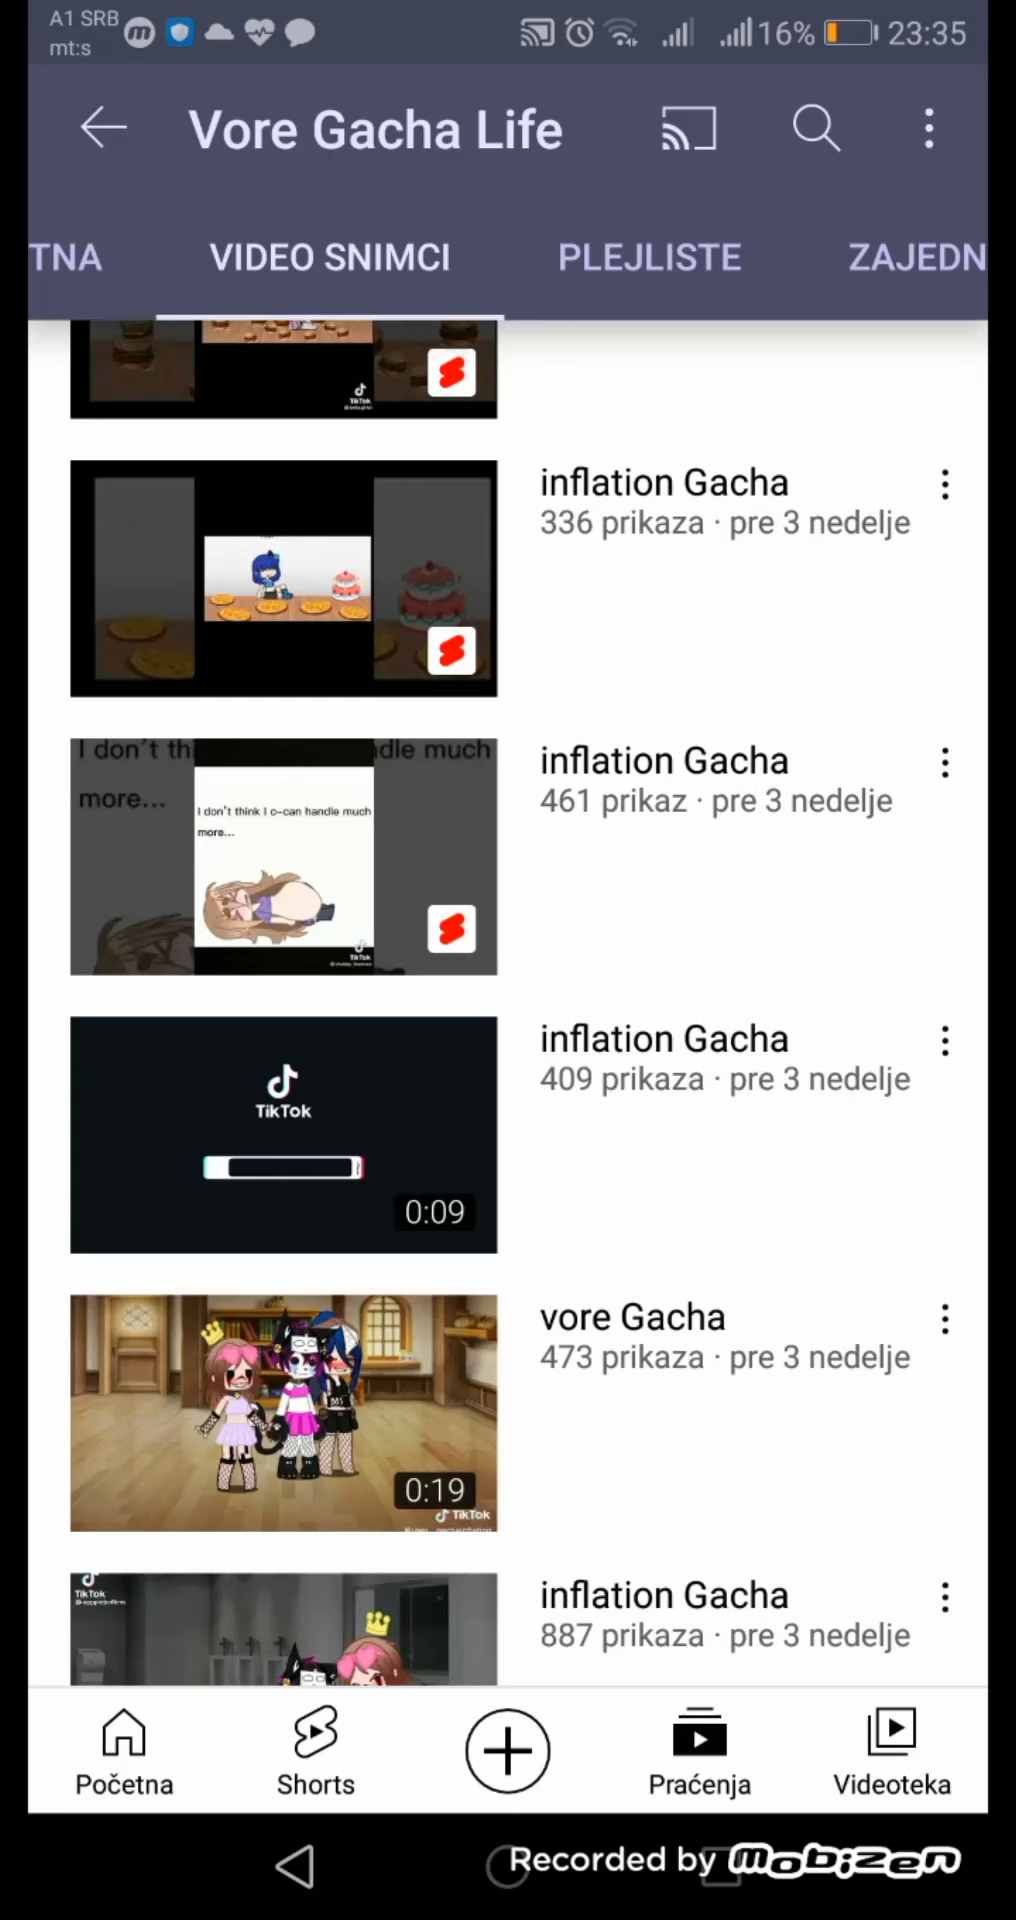 A1 SRB
mt:s
16% 23:35
Vore Gacha Life
TNA VIDEO SNIMCI PLEJLISTE ZAJEDN
TikTok
inflation Gacha
336 prikaza · pre 3 nedelje
I don't thi
dle much
more...
I don't think I c-can handle much
more...
TikTok
inflation Gacha
461 prikaz · pre 3 nedelje
TikTok
0:09
inflation Gacha
409 prikaza · pre 3 nedelje
0:19
TikTok
vore Gacha
473 prikaza · pre 3 nedelje
TikTok
inflation Gacha
887 prikaza · pre 3 nedelje
Početna Shorts Praćenja Videoteka
Recorded by Mobizen